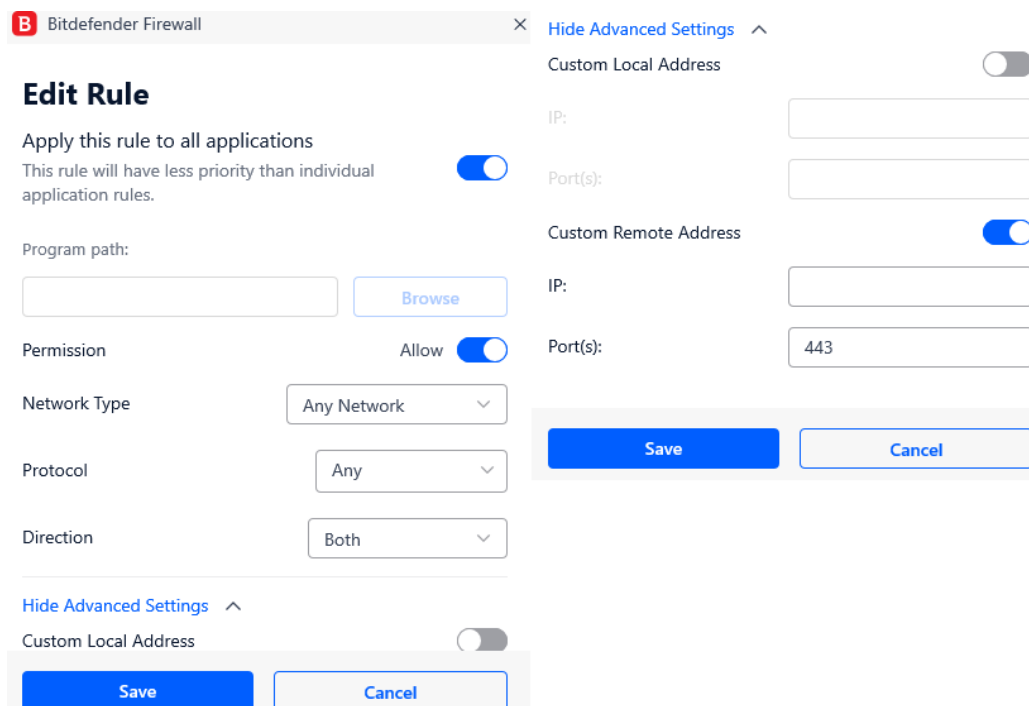 B Bitdefender Firewall
Edit Rule
Apply this rule to all applications
This rule will have less priority than individual
application rules.
Program path:
Browse
Permission Allow
Network Type Any Network
Protocol Any
Direction Both
Hide Advanced Settings
Custom Local Address
Save Cancel
Hide Advanced Settings
Custom Local Address
IP:
Port(s):
Custom Remote Address
IP:
Port(s): 443
Save Cancel